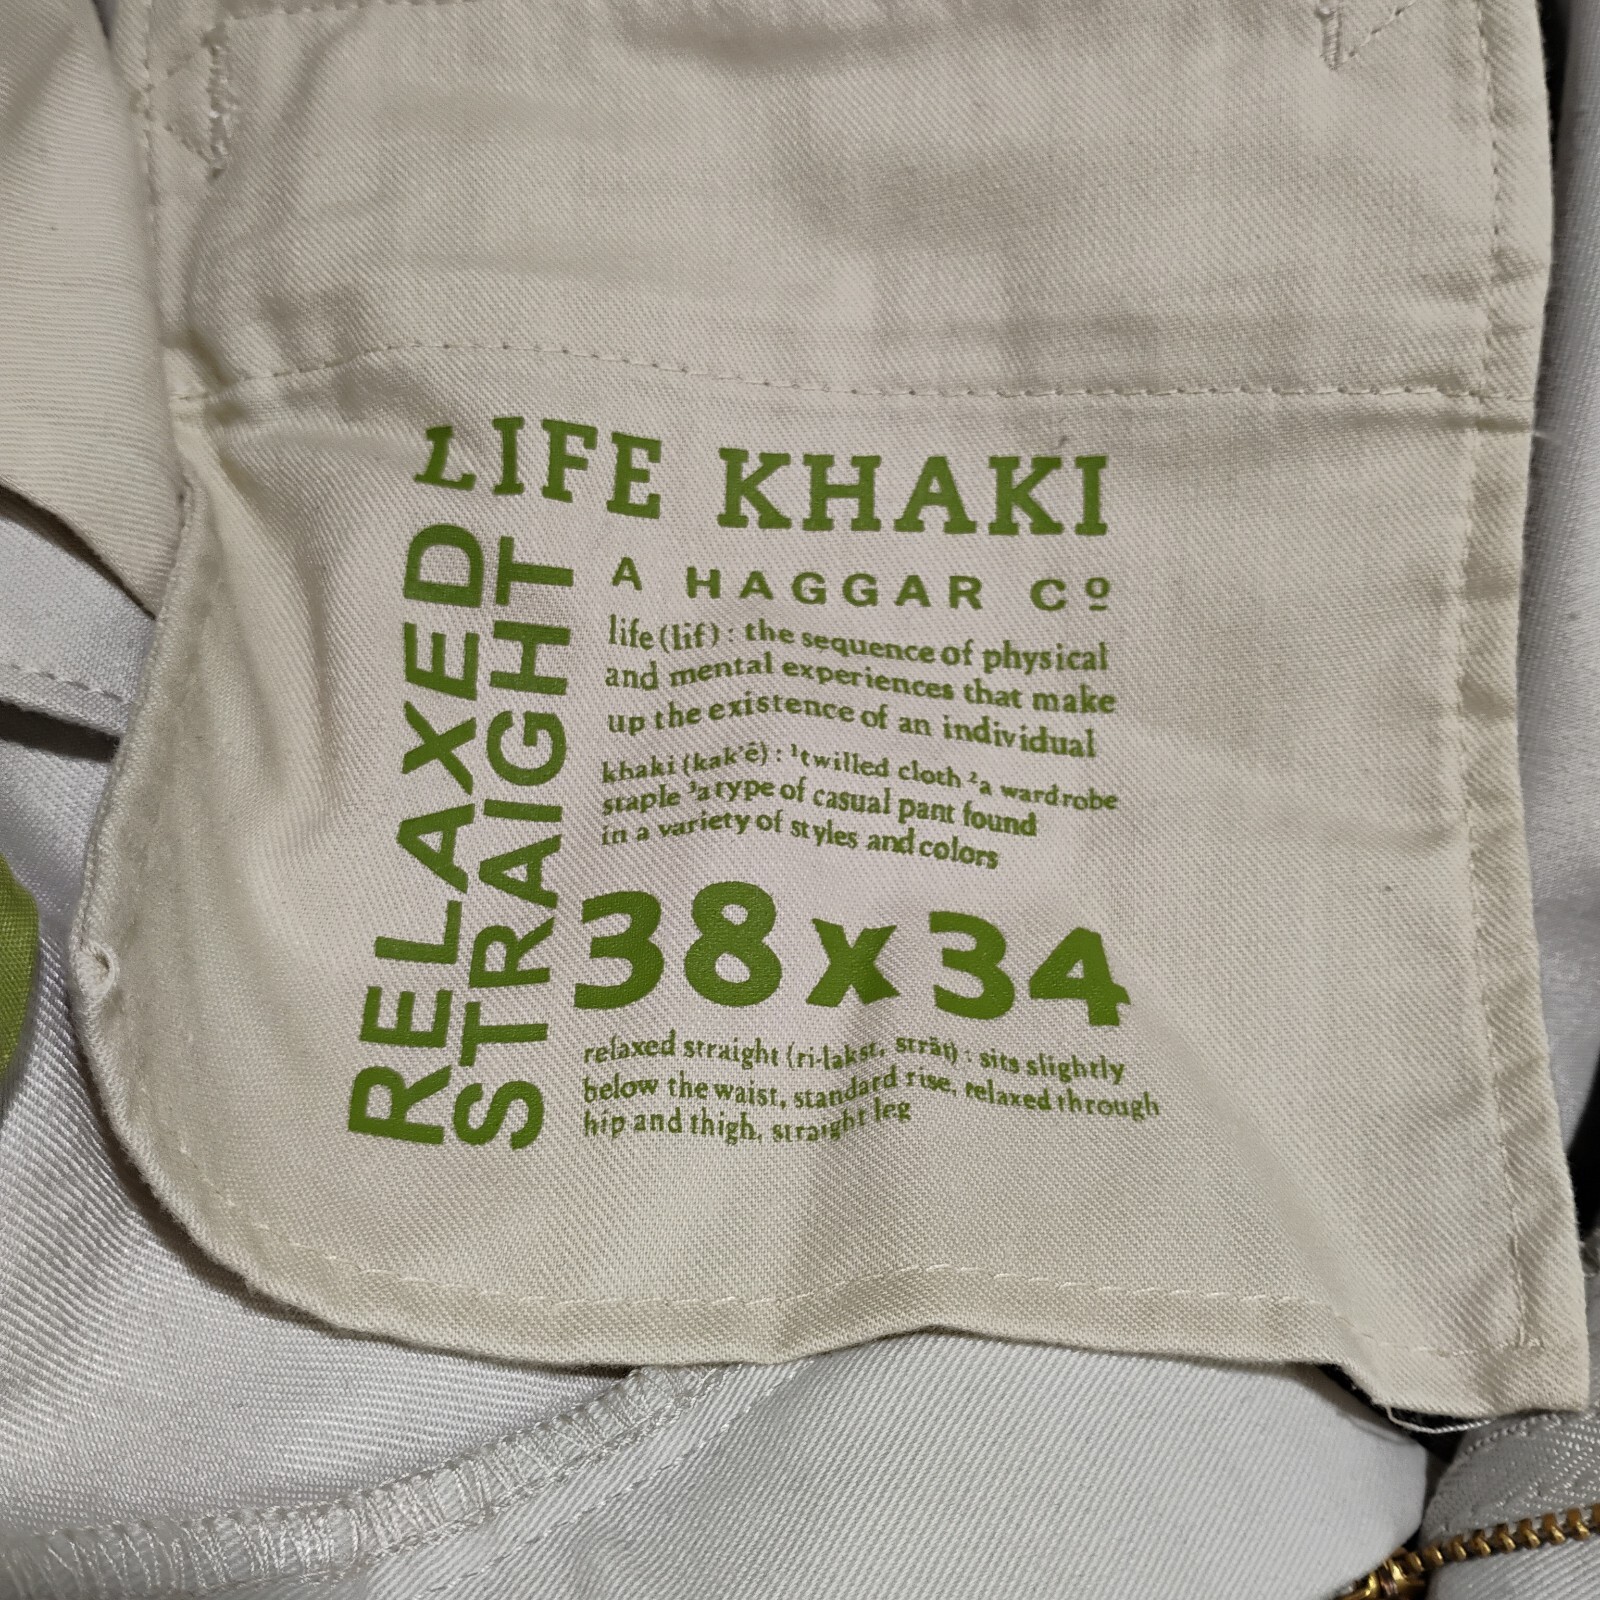 LIFE KHAKI
A HAGGAR Cº
RELAXED
STRAIGHT
life (lif) : the sequence of physical
and mental experiences that make
up the existence of an individual
khaki (kak'ê) : ¹twilled cloth ²a wardrobe
staple ³a type of casual pant found
in a variety of styles and colors
38x34
relaxed straight (ri-lakst, strāt) : sits slightly
below the waist, standard rise, relaxed through
hip and thigh, straight leg